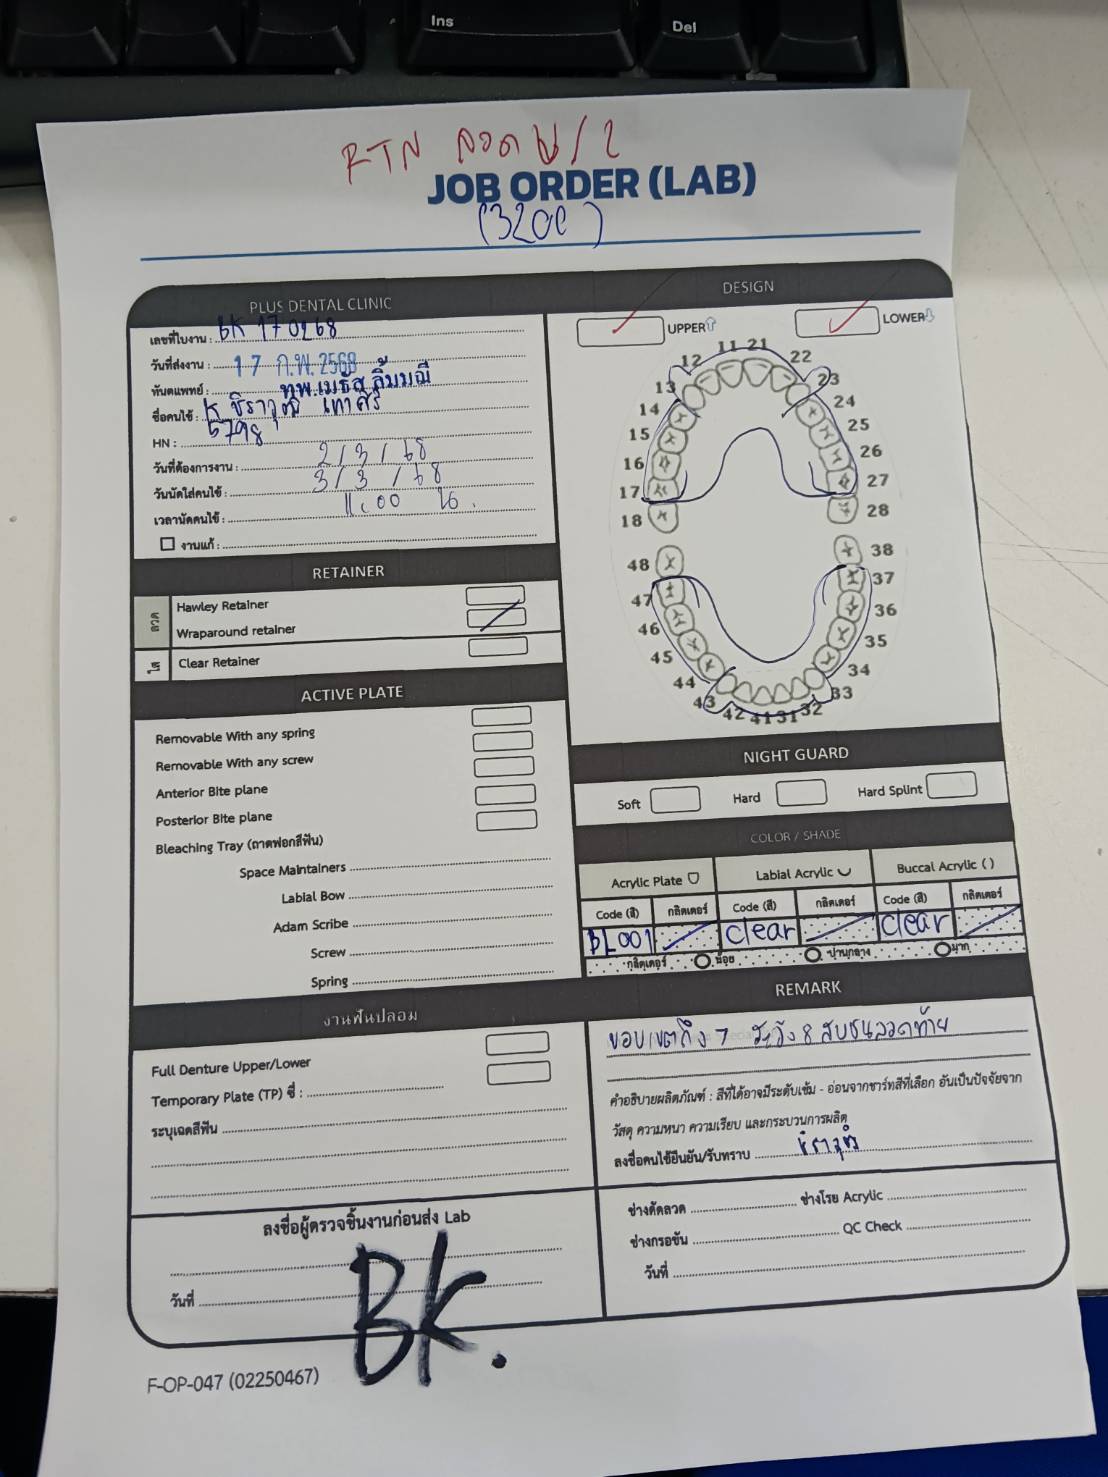 Ins
Del
RTN ลวด U/L
JOB ORDER (LAB)
PLUS DENTAL CLINIC
เลขที่ใบงาน : BK 170268
วันที่ส่งงาน : 17 ก.พ. 2568
ทันตแพทย์ : ทพ.เมธัส ลิ้มมณี
ชื่อคนไข้ : K
HN : 5798
วันที่ต้องการงาน : 2/3/68
วันนัดใส่คนไข้ : 3/3/68
เวลานัดคนไข้ : 11.00 น.
งานแก้ :
DESIGN
UPPER
LOWER
11 21
12 22
13 23
14 24
15 25
16 26
17 27
18 28
48 38
47 37
46 36
45 35
44 34
43 33
42 41 31 32
RETAINER
ลวด
Hawley Retainer
Wraparound retainer
ใส
Clear Retainer
ACTIVE PLATE
Removable With any spring
Removable With any screw
Anterior Bite plane
Posterior Bite plane
Bleaching Tray (ถาดฟอกสีฟัน)
Space Maintainers
Labial Bow
Adam Scribe
Screw
Spring
NIGHT GUARD
Soft Hard Hard Splint
COLOR / SHADE
Acrylic Plate Labial Acrylic Buccal Acrylic ( )
Code (สี) กลิตเตอร์ Code (สี) กลิตเตอร์ Code (สี) กลิตเตอร์
BL001 clear clear
กลิตเตอร์ น้อย ปานกลาง มาก
งานฟันปลอม
Full Denture Upper/Lower
Temporary Plate (TP) ซี่ :
ระบุเฉดสีฟัน
REMARK
ขอบเขตถึง 7 ระวัง 8 สบชนลวดท้าย
คำอธิบายผลิตภัณฑ์ : สีที่ได้อาจมีระดับเข้ม - อ่อนจากชาร์ทสีที่เลือก อันเป็นปัจจัยจาก
วัสดุ ความหนา ความเรียบ และกระบวนการผลิต
ลงชื่อคนไข้ยืนยัน/รับทราบ
ลงชื่อผู้ตรวจชิ้นงานก่อนส่ง Lab
วันที่
BK.
ช่างดัดลวด ช่างโรย Acrylic
ช่างกรอขัน QC Check
วันที่
F-OP-047 (02250467)